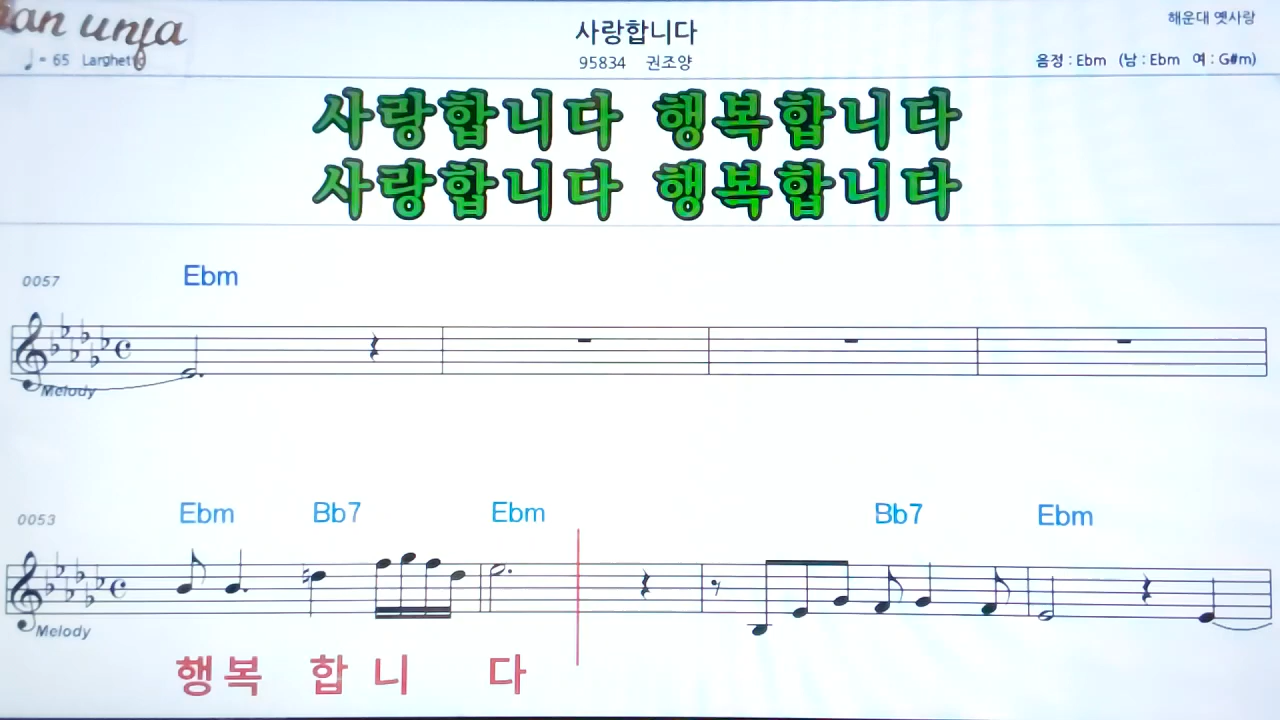 an unja
♩ = 65 Larghetto
사랑합니다
95834 권조양
해운대 옛사랑
음정 : Ebm (남 : Ebm 여 : G#m)
사랑합니다 행복합니다
사랑합니다 행복합니다
0057 Ebm
Melody
0053 Ebm Bb7 Ebm Bb7 Ebm
Melody
행복 합 니 다